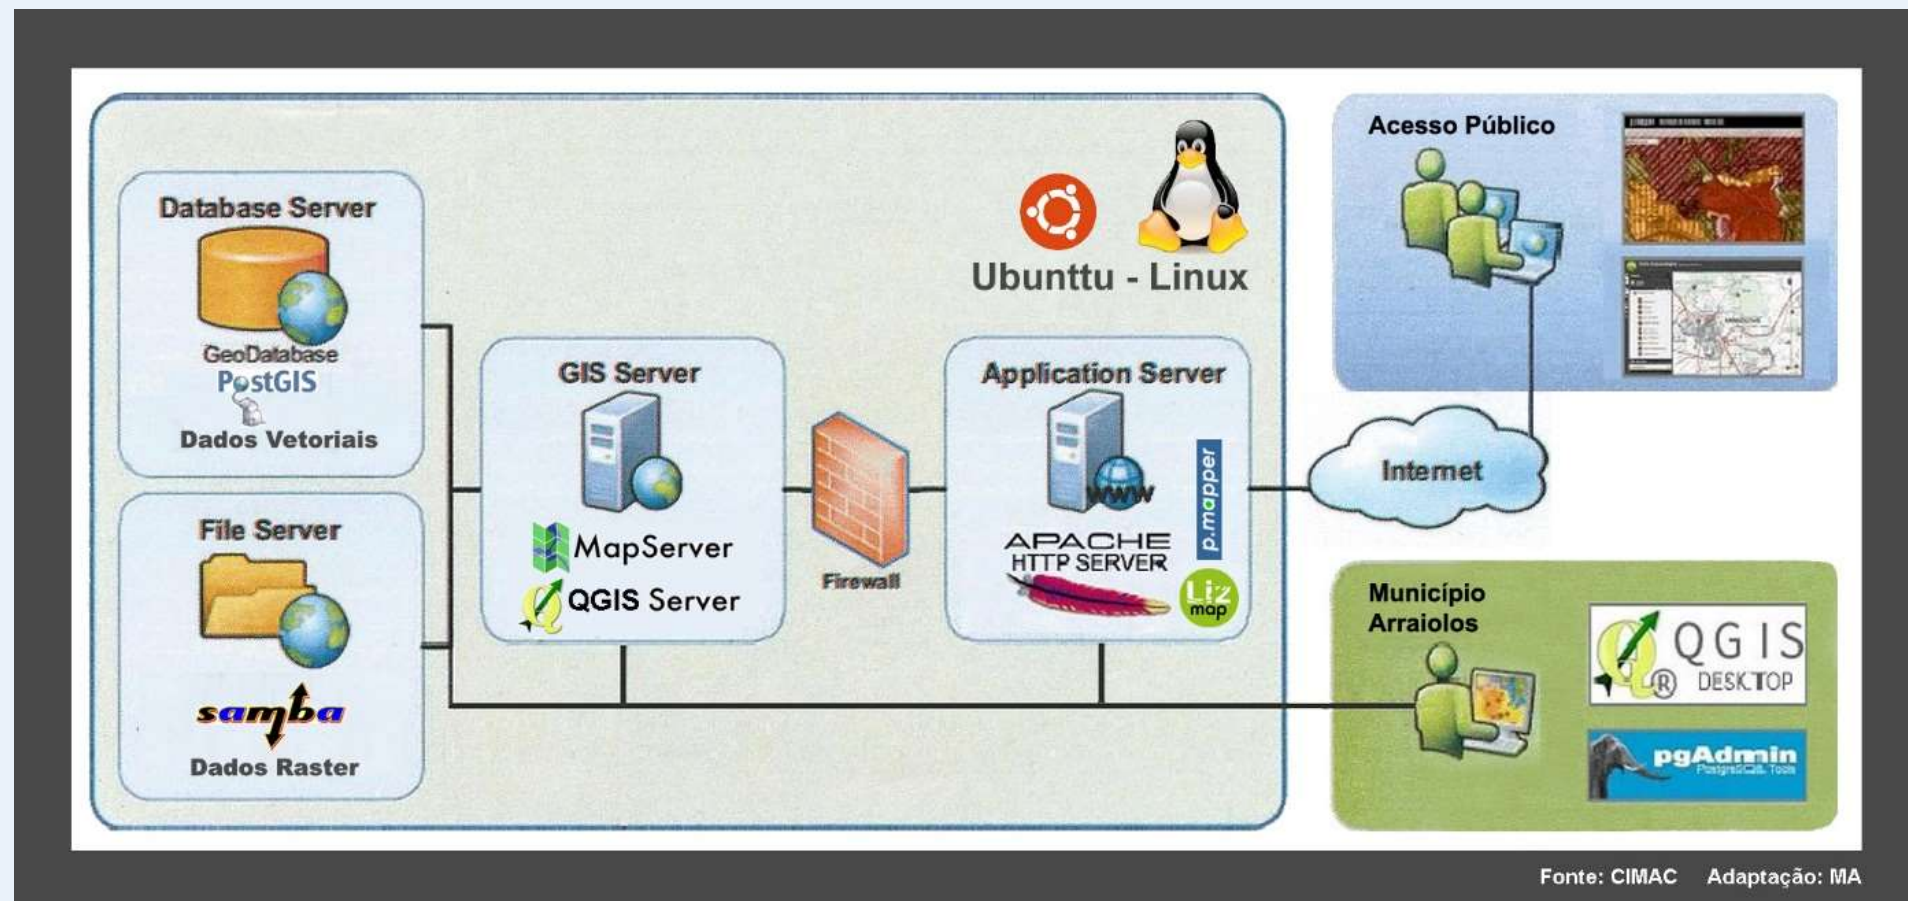 Database Server
GeoDatabase
PostGIS
Dados Vetoriais
File Server
samba
Dados Raster
GIS Server
MapServer
QGIS Server
Firewall
Ubunttu - Linux
Application Server
www
APACHE
HTTP SERVER
p.mapper
Liz
map
Internet
Acesso Público
Município
Arraiolos
QGIS
® DESKTOP
pgAdmin
PostgreSQL Tools
Fonte: CIMAC Adaptação: MA